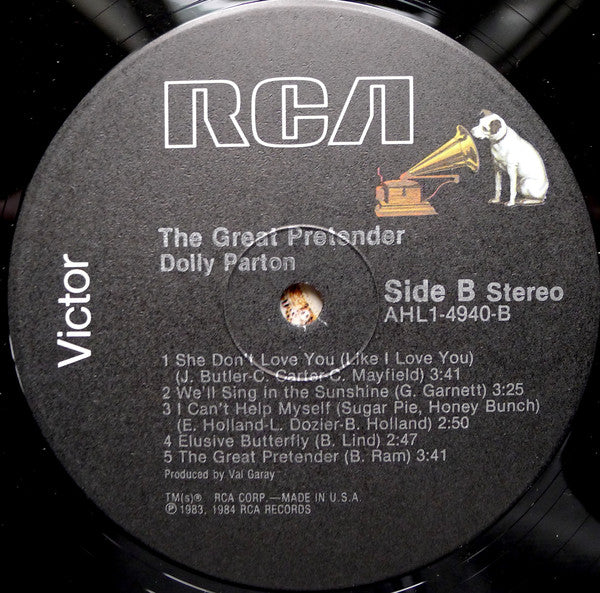 RCA
Victor
The Great Pretender
Dolly Parton
Side B Stereo
AHL1-4940-B
1 She Don't Love You (Like I Love You)
(J. Butler-C. Carter-C. Mayfield) 3:41
2 We'll Sing in the Sunshine (G. Garnett) 3:25
3 I Can't Help Myself (Sugar Pie, Honey Bunch)
(E. Holland-L. Dozier-B. Holland) 2:50
4 Elusive Butterfly (B. Lind) 2:47
5 The Great Pretender (B. Ram) 3:41
Produced by Val Garay
TM(s)® RCA CORP.—MADE IN U.S.A.
℗ 1983, 1984 RCA RECORDS